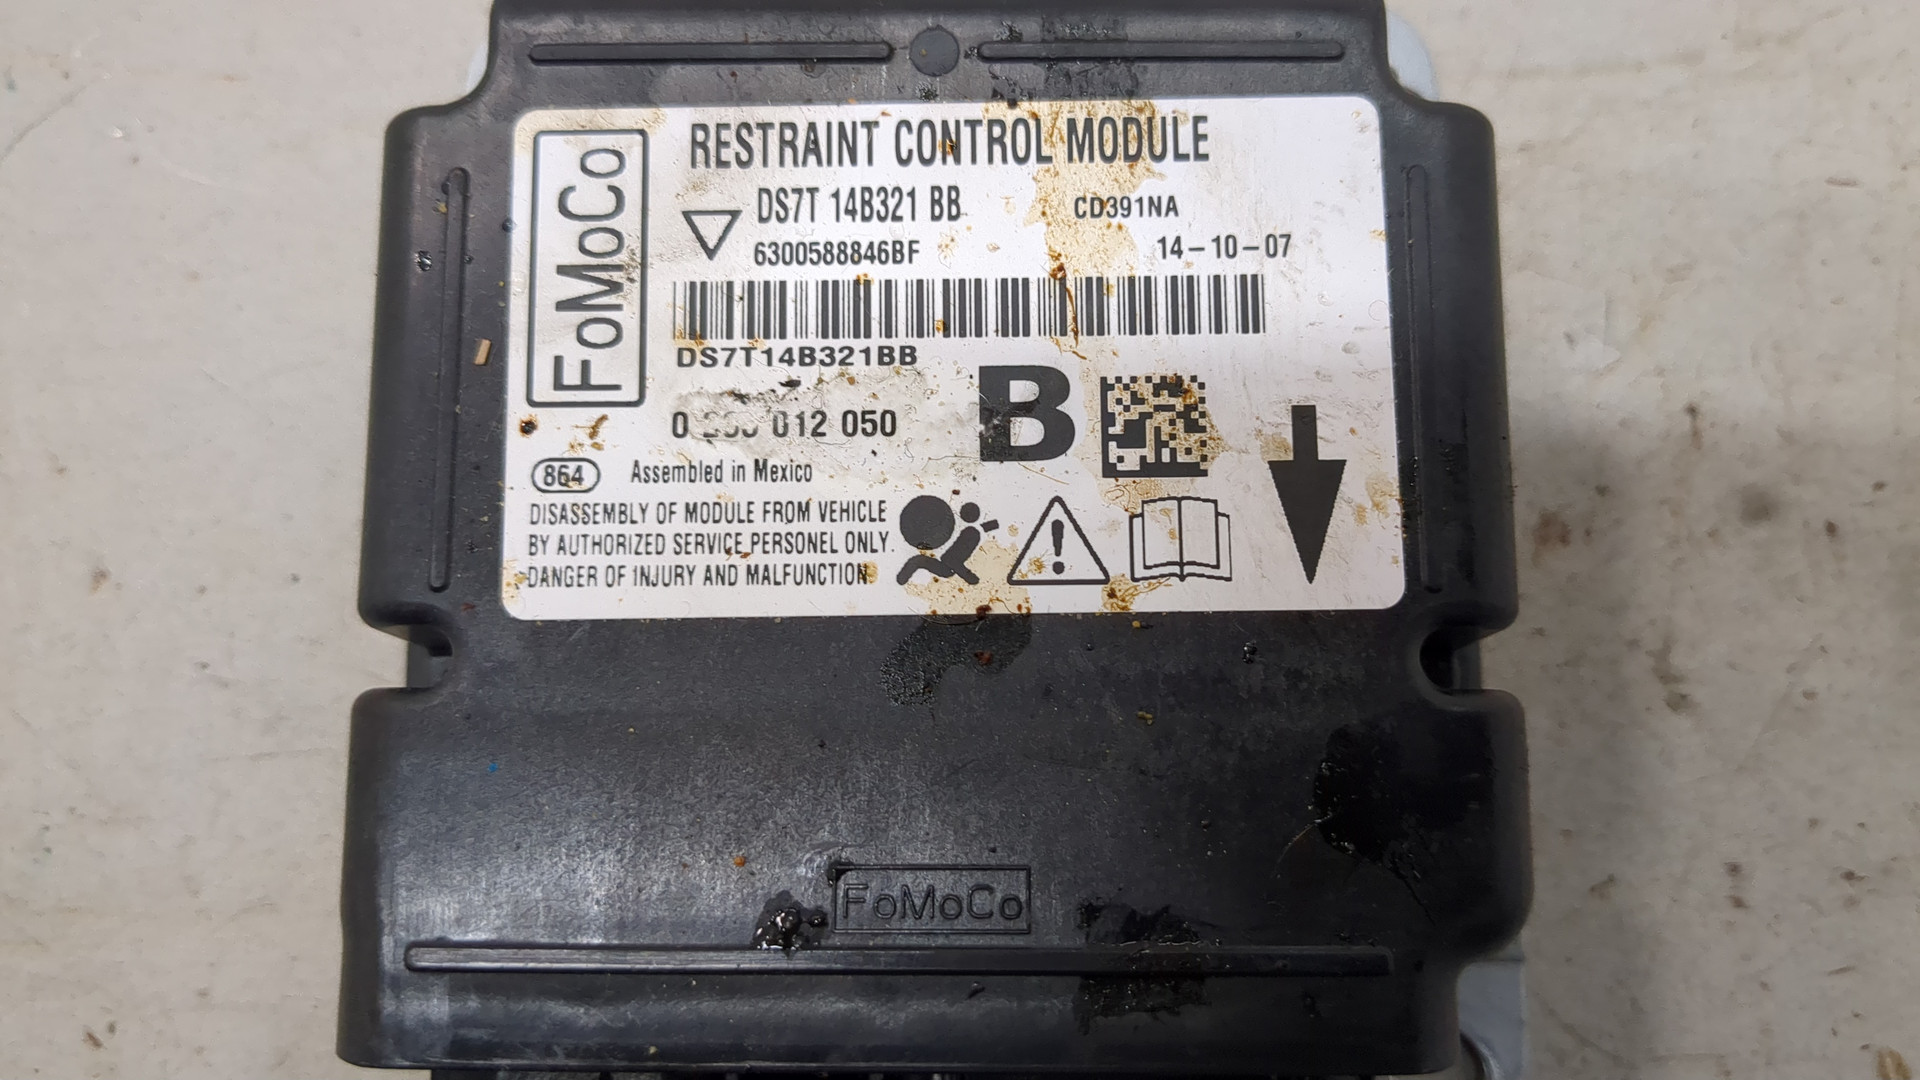 FoMoCo
RESTRAINT CONTROL MODULE
DS7T 14B321 BB
CD391NA
6300588846BF
14-10-07
DS7T14B321BB
0 012 050
B
864
Assembled in Mexico
DISASSEMBLY OF MODULE FROM VEHICLE
BY AUTHORIZED SERVICE PERSONEL ONLY.
DANGER OF INJURY AND MALFUNCTION
FoMoCo